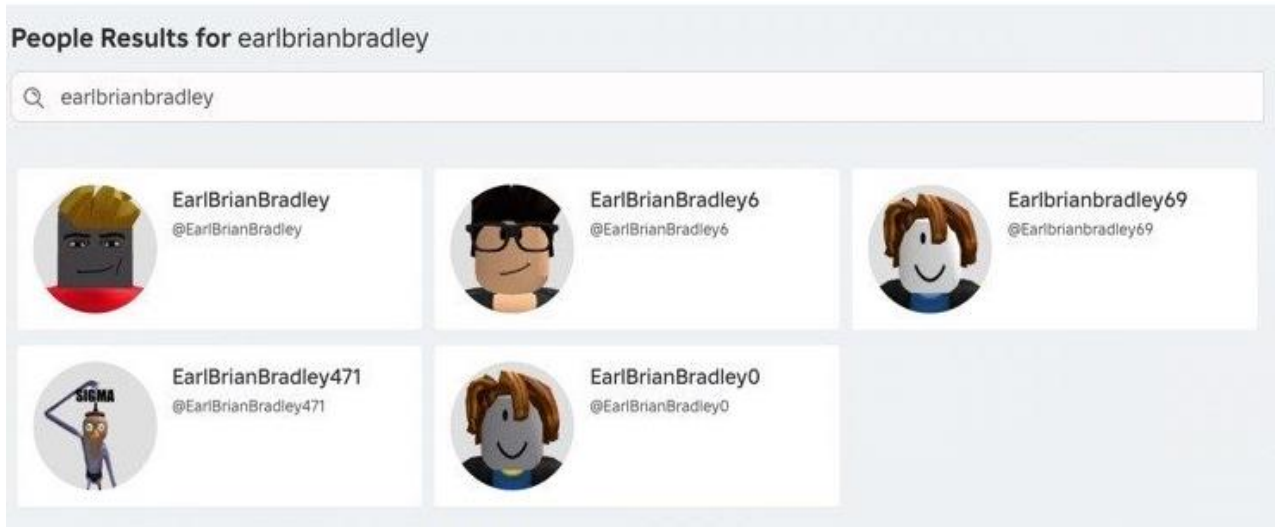 People Results for earlbrianbradley
earlbrianbradley
EarlBrianBradley
@EarlBrianBradley
EarlBrianBradley6
@EarlBrianBradley6
Earlbrianbradley69
@Earlbrianbradley69
SIGMA
EarlBrianBradley471
@EarlBrianBradley471
EarlBrianBradley0
@EarlBrianBradley0